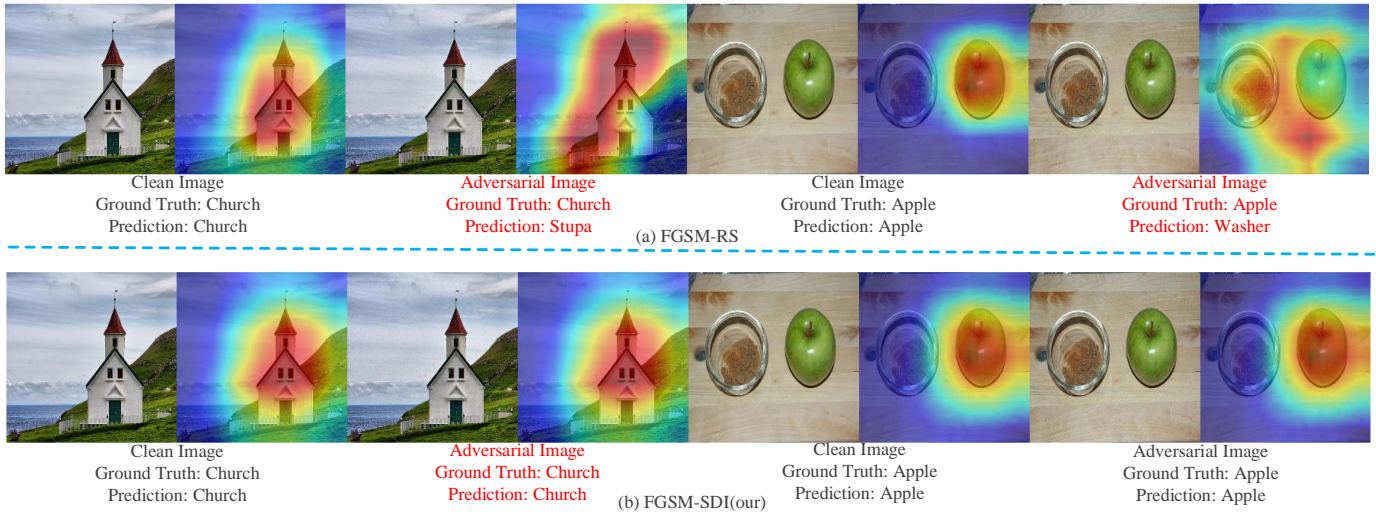 Clean Image
Ground Truth: Church
Prediction: Church
Adversarial Image
Ground Truth: Church
Prediction: Stupa
Clean Image
Ground Truth: Apple
Prediction: Apple
Adversarial Image
Ground Truth: Apple
Prediction: Washer
(a) FGSM-RS
Clean Image
Ground Truth: Church
Prediction: Church
Adversarial Image
Ground Truth: Church
Prediction: Church
Clean Image
Ground Truth: Apple
Prediction: Apple
Adversarial Image
Ground Truth: Apple
Prediction: Apple
(b) FGSM-SDI(our)